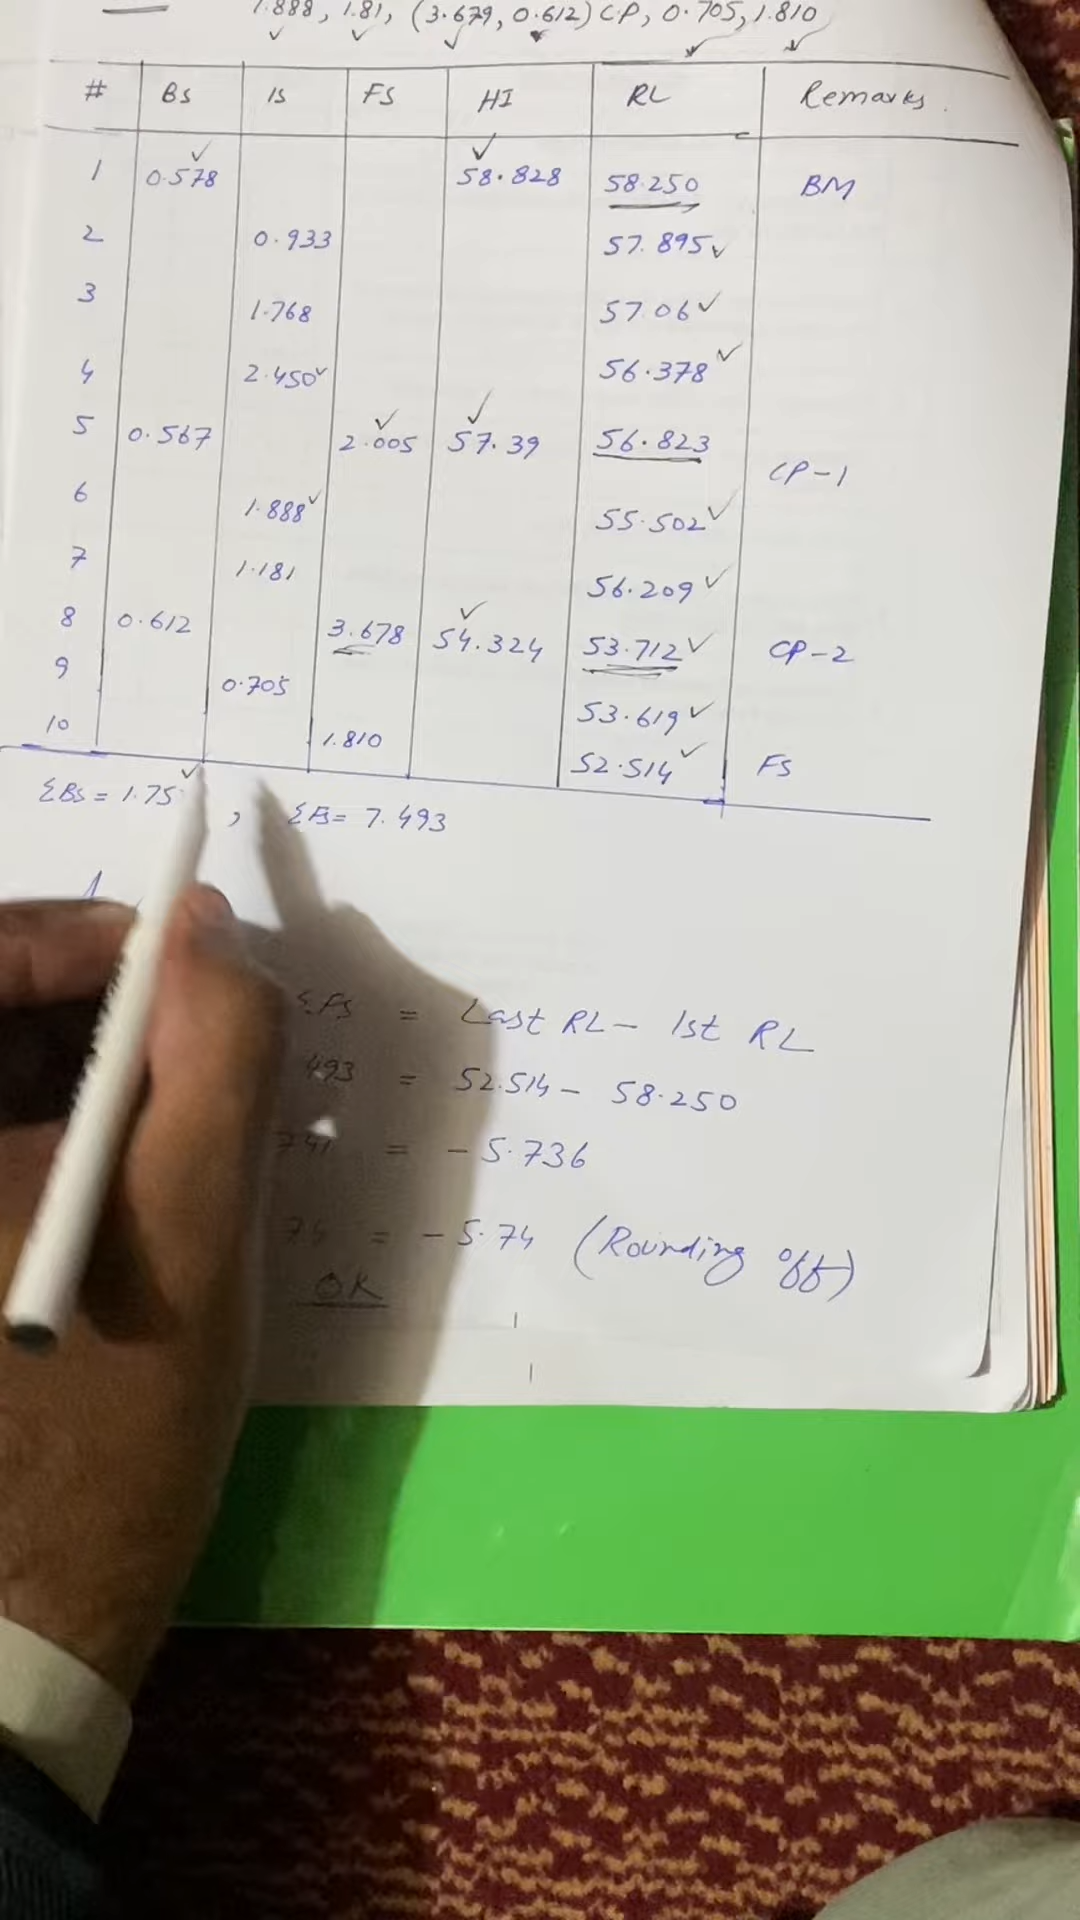 1.888, 1.81, (3.679, 0.612) CP, 0.705, 1.810
# BS IS FS HI RL Remarks.
1 0.578 58.828 58.250 BM
2 0.933 57.895
3 1.768 57.06
4 2.450 56.378
5 0.567 2.005 57.39 56.823 CP-1
6 1.888 55.502
7 1.181 56.209
8 0.612 3.678 54.324 53.712 CP-2
9 0.705 53.619
10 1.810 52.514 FS
ΣBS = 1.75 , ΣFS = 7.493
ΣFS = Last RL - 1st RL
493 = 52.514 - 58.250
741 = - 5.736
74 = - 5.74 (Rounding off)
OK